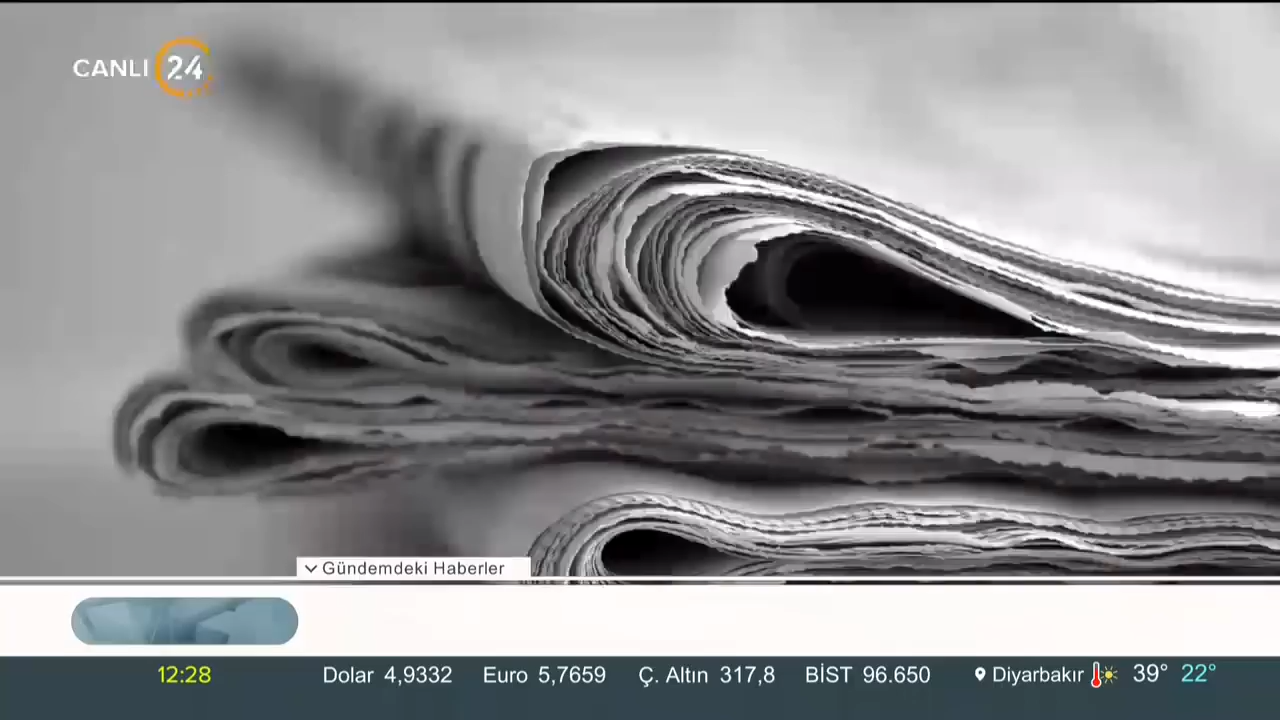 CANLI 24
Gündemdeki Haberler
12:28 Dolar 4,9332 Euro 5,7659 Ç. Altın 317,8 BİST 96.650 Diyarbakır 39° 22°